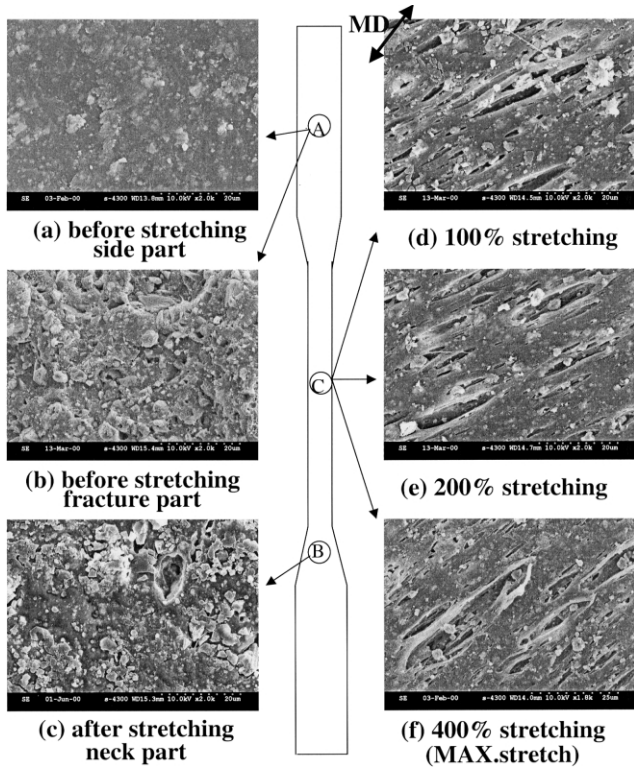 MD
A
SE 03-Feb-00 s-4300 WD13.8mm 10.0kV x2.0k 20um
(a) before stretching
side part
SE 13-Mar-00 s-4300 WD14.5mm 10.0kV x2.0k 20um
(d) 100% stretching
SE 13-Mar-00 s-4300 WD15.4mm 10.0kV x2.0k 20um
(b) before stretching
fracture part
C
SE 13-Mar-00 s-4300 WD14.7mm 10.0kV x2.0k 20um
(e) 200% stretching
B
SE 01-Jun-00 s-4300 WD15.3mm 10.0kV x2.0k 20um
(c) after stretching
neck part
SE 03-Feb-00 s-4300 WD14.0mm 10.0kV x1.8k 25um
(f) 400% stretching
(MAX.stretch)